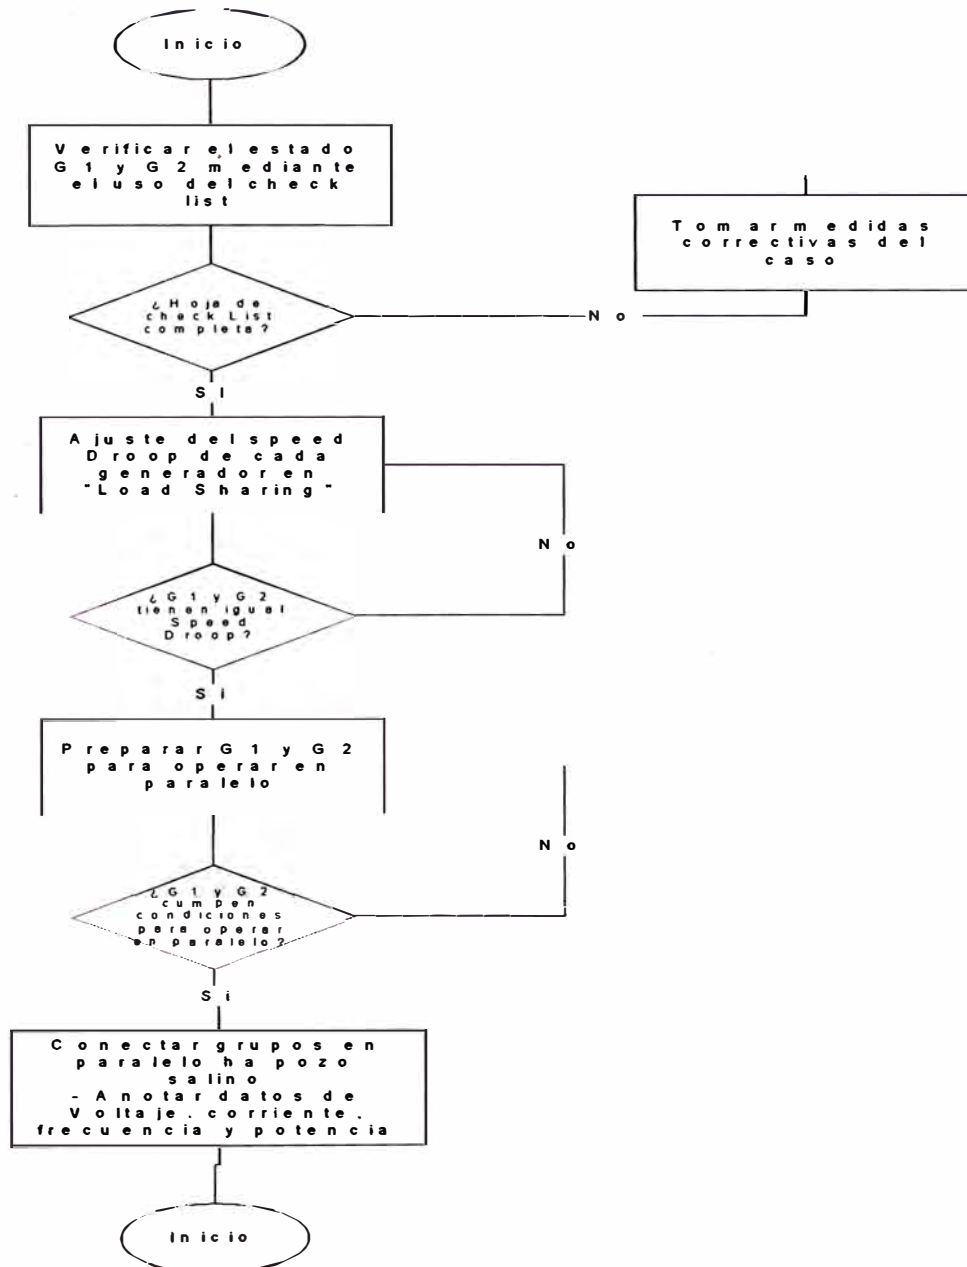 Inicio
Verificar el estado
G1 y G2 mediante
el uso del check
list
Tomar medidas
correctivas del
caso
¿Hoja de
check List
completa?
No
SI
Ajuste del speed
Droop de cada
generador en
"Load Sharing"
No
¿G1 y G2
tienen igual
Speed
Droop?
Si
Preparar G1 y G2
para operar en
paralelo
No
¿G1 y G2
cumpen
condiciones
para operar
en paralelo?
Si
Conectar grupos en
paralelo ha pozo
salino
- Anotar datos de
Voltaje, corriente,
frecuencia y potencia
Inicio